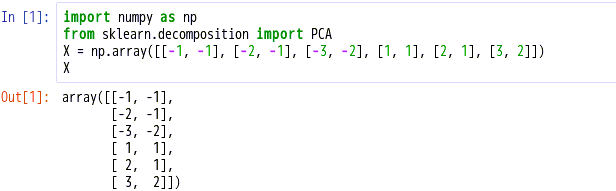 In [1]: import numpy as np
from sklearn.decomposition import PCA
X = np.array([[-1, -1], [-2, -1], [-3, -2], [1, 1], [2, 1], [3, 2]])
X
Out[1]: array([[-1, -1],
[-2, -1],
[-3, -2],
[ 1,  1],
[ 2,  1],
[ 3,  2]])